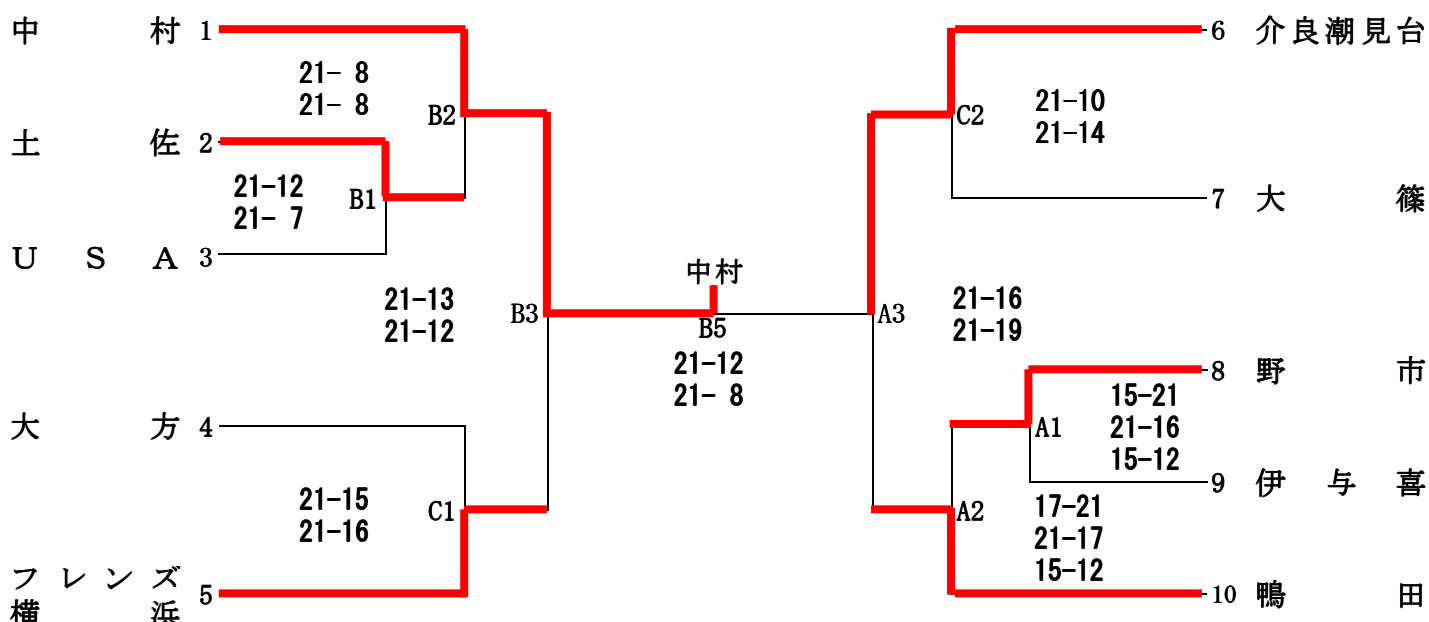 中村 1
21- 8
21- 8
B2
土佐 2
21-12
21- 7
B1
U S A 3
21-13
21-12
B3
大方 4
21-15
21-16
C1
フレンズ
横浜 5
中村
B5
21-12
21- 8
6 介良潮見台
C2
21-10
21-14
7 大篠
A3
21-16
21-19
8 野市
15-21
21-16
15-12
A1
9 伊与喜
A2
17-21
21-17
15-12
10 鴨田